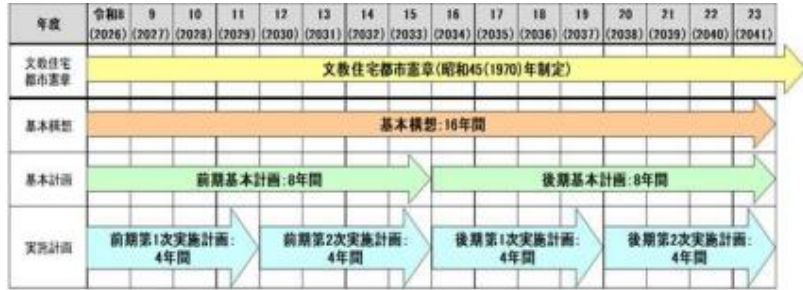 年度 令和8 9 10 11 12 13 14 15 16 17 18 19 20 21 22 23
(2026) (2027) (2028) (2029) (2030) (2031) (2032) (2033) (2034) (2035) (2036) (2037) (2038) (2039) (2040) (2041)
文教住宅
都市憲章
文教住宅都市憲章(昭和45(1970)年制定)
基本構想
基本構想:16年間
基本計画
前期基本計画:8年間 後期基本計画:8年間
実施計画
前期第1次実施計画:
4年間
前期第2次実施計画:
4年間
後期第1次実施計画:
4年間
後期第2次実施計画:
4年間